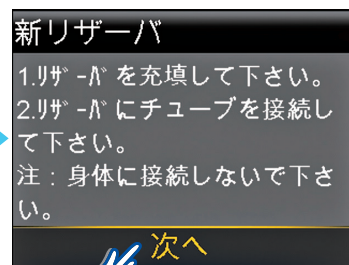 新リザーバ
1.ﾘｻﾞｰﾊﾞを充填して下さい。
2.ﾘｻﾞｰﾊﾞにチューブを接続し
て下さい。
注：身体に接続しないで下さ
い。
次へ